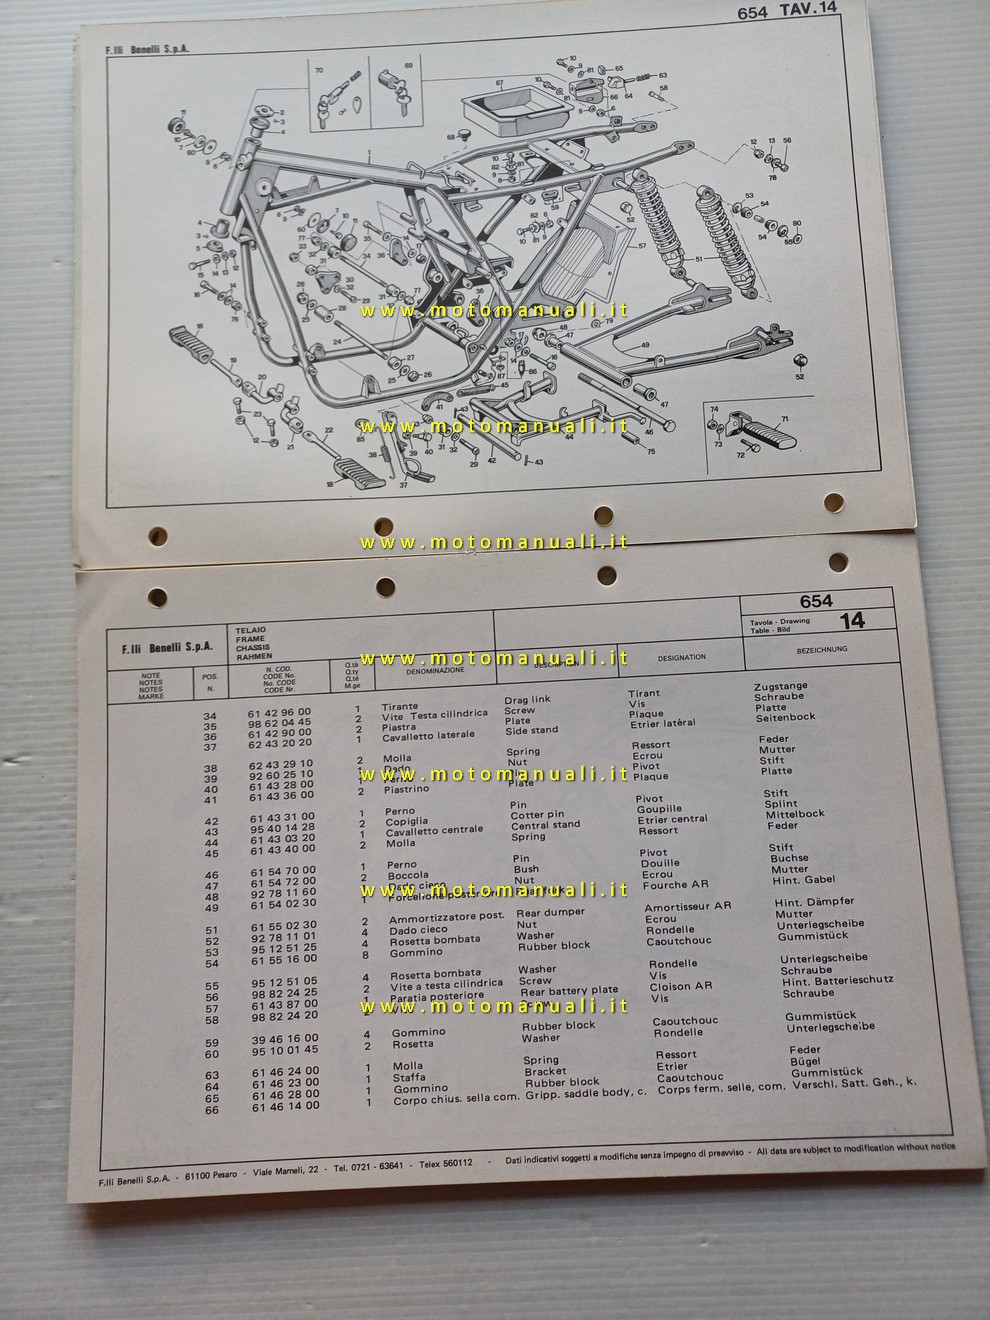 654 TAV.14
F.lli Benelli S.p.A.
www.motomanuali.it
www.motomanuali.it
www.motomanuali.it
F.lli Benelli S.p.A.
TELAIO
FRAME
CHASSIS
RAHMEN
654
Tavola - Drawing
Table - Bild
14
NOTE
NOTES
NOTES
MARKE
POS.
N.
N. COD.
CODE No.
No. CODE
CODE Nr.
Q.tà
Q.ty
Q.té
M.ge
DENOMINAZIONE
DESCRIPTION
DESIGNATION
BEZEICHNUNG
www.motomanuali.it
34 61 42 96 00 1 Tirante Drag link Tirant Zugstange
35 98 62 04 45 2 Vite Testa cilindrica Screw Vis Schraube
36 61 42 90 00 2 Piastra Plate Plaque Platte
37 62 43 20 20 1 Cavalletto laterale Side stand Etrier latéral Seitenbock
38 62 43 29 10 2 Molla Spring Ressort Feder
39 92 60 25 10 1 Dado Nut Ecrou Mutter
40 61 43 28 00 1 Perno Pivot Stift
41 61 43 36 00 2 Piastrino Plate Plaque Platte
www.motomanuali.it
42 61 43 31 00 1 Perno Pin Pivot Stift
43 95 40 14 28 2 Copiglia Cotter pin Goupille Splint
44 61 43 03 20 1 Cavalletto centrale Central stand Etrier central Mittelbock
45 61 43 40 00 2 Molla Spring Ressort Feder
46 61 54 70 00 1 Perno Pin Pivot Stift
47 61 54 72 00 2 Boccola Bush Douille Buchse
48 92 78 11 60 2 Dado cieco Nut Ecrou Mutter
49 61 54 02 30 1 Fourche AR Hint. Gabel
www.motomanuali.it
51 61 55 02 30 2 Ammortizzatore post. Rear dumper Amortisseur AR Hint. Dämpfer
52 92 78 11 01 4 Dado cieco Nut Ecrou Mutter
53 95 12 51 25 4 Rosetta bombata Washer Rondelle Unterlegscheibe
54 61 55 16 00 8 Gommino Rubber block Caoutchouc Gummistück
55 95 12 51 05 4 Rosetta bombata Washer Rondelle Unterlegscheibe
56 98 82 24 25 2 Vite a testa cilindrica Screw Vis Schraube
57 61 43 87 00 1 Paratia posteriore Rear battery plate Cloison AR Hint. Batterieschutz
58 98 82 24 20 2 Vite Screw Vis Schraube
www.motomanuali.it
59 39 46 16 00 4 Gommino Rubber block Caoutchouc Gummistück
60 95 10 01 45 2 Rosetta Washer Rondelle Unterlegscheibe
63 61 46 24 00 1 Molla Spring Ressort Feder
64 61 46 23 00 1 Staffa Bracket Etrier Bügel
65 61 46 28 00 1 Gommino Rubber block Caoutchouc Gummistück
66 61 46 14 00 1 Corpo chius. sella com. Gripp. saddle body, c. Corps ferm. selle, com. Verschl. Satt. Geh., k.
F.lli Benelli S.p.A. - 61100 Pesaro - Viale Mameli, 22 - Tel. 0721 - 63641 - Telex 560112 - Dati indicativi soggetti a modifiche senza impegno di preavviso - All data are subject to modification without notice